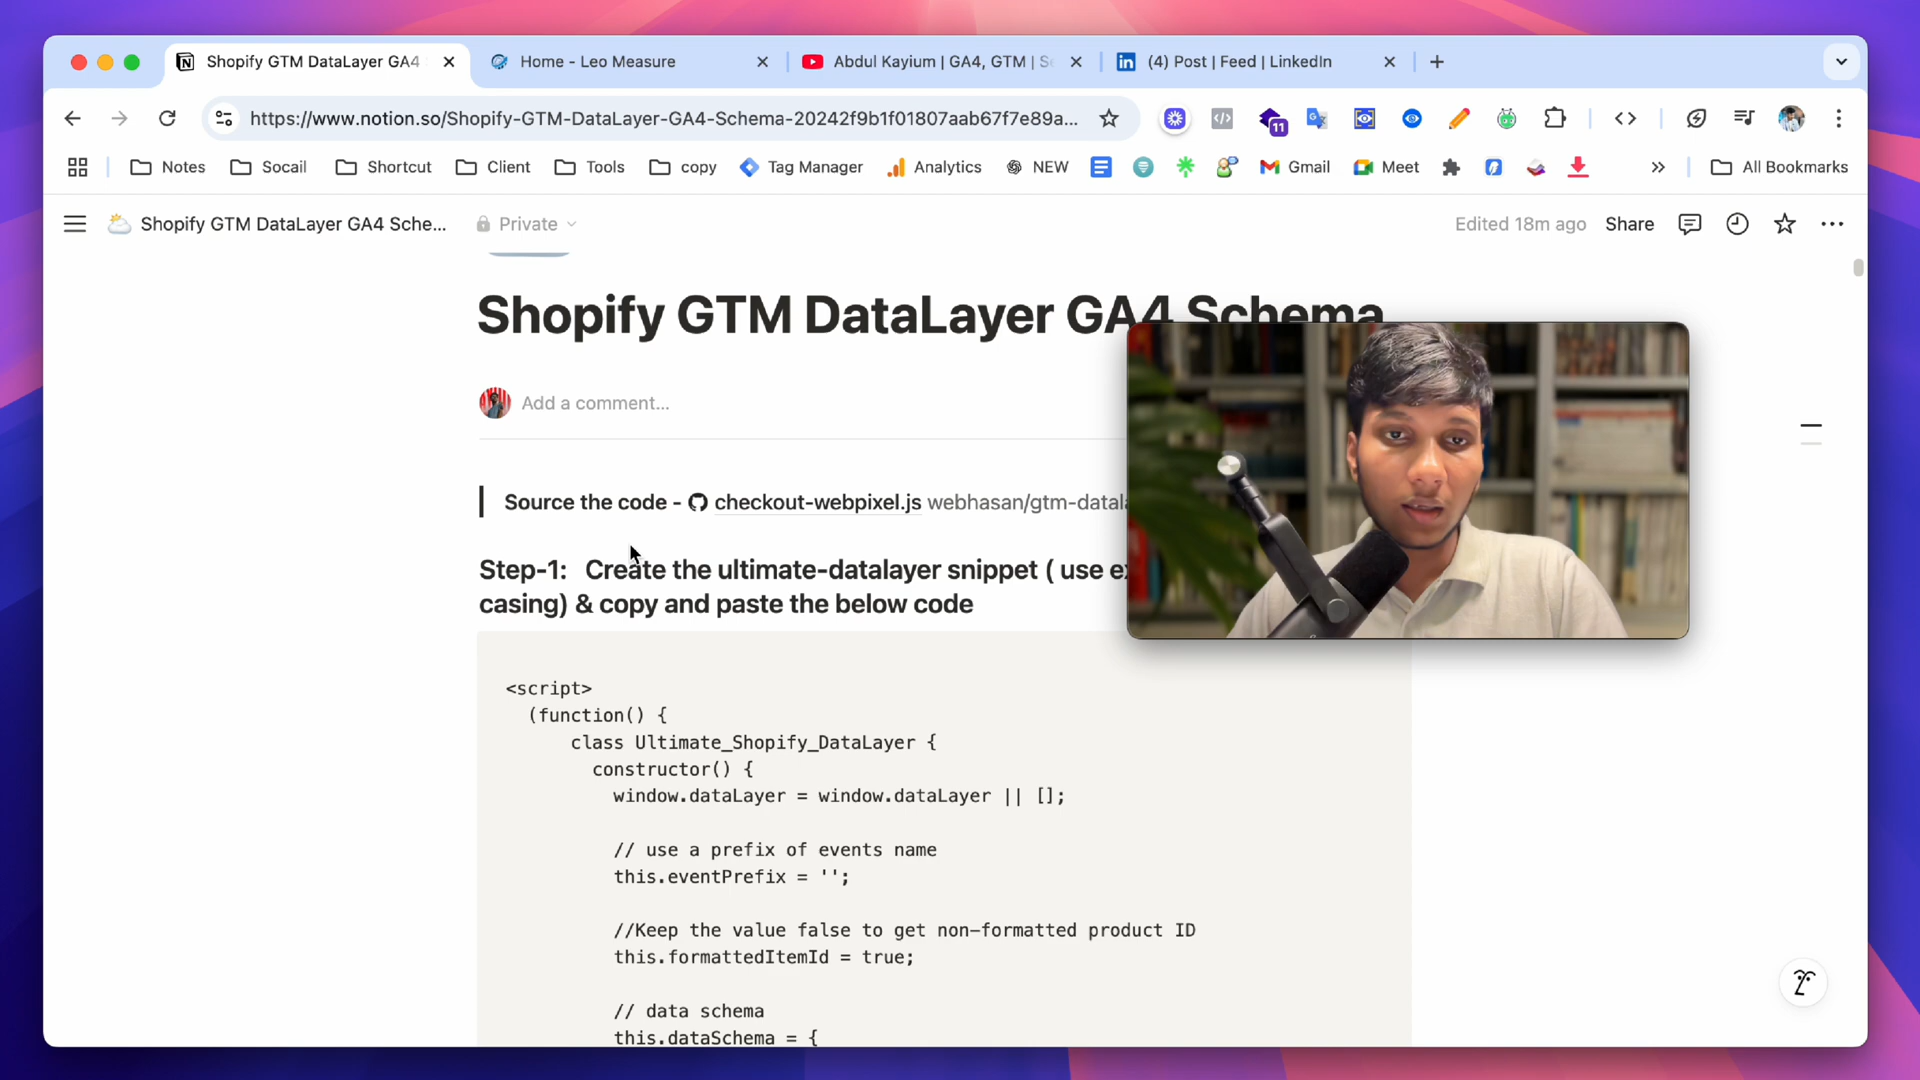 Shopify GTM DataLayer GA4
Home - Leo Measure
Abdul Kayium | GA4, GTM | Se
(4) Post | Feed | LinkedIn
https://www.notion.so/Shopify-GTM-DataLayer-GA4-Schema-20242f9b1f01807aab67f7e89a...
11
Notes
Socail
Shortcut
Client
Tools
copy
Tag Manager
Analytics
NEW
Gmail
Meet
All Bookmarks
Shopify GTM DataLayer GA4 Sche...
Private
Edited 18m ago
Share
Shopify GTM DataLayer GA4 Schema
Add a comment...
Source the code - checkout-webpixel.js webhasan/gtm-datala
Step-1: Create the ultimate-datalayer snippet ( use ex
casing) & copy and paste the below code
<script>
(function() {
class Ultimate_Shopify_DataLayer {
constructor() {
window.dataLayer = window.dataLayer || [];
// use a prefix of events name
this.eventPrefix = '';
//Keep the value false to get non-formatted product ID
this.formattedItemId = true;
// data schema
this.dataSchema = {